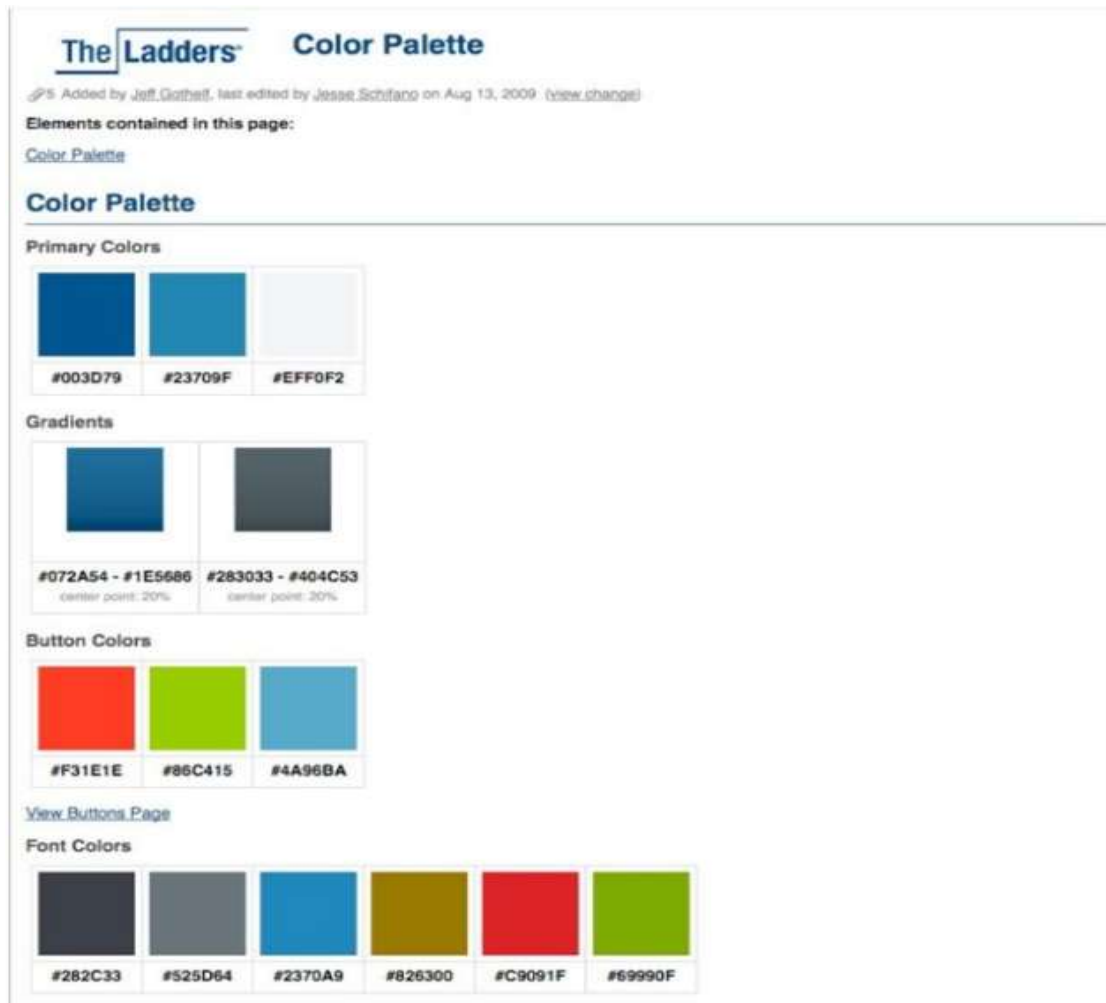 The Ladders
Color Palette
5 Added by Jeff Gothelf, last edited by Jesse Schifano on Aug 13, 2009 (view change)
Elements contained in this page:
Color Palette
Color Palette
Primary Colors
#003D79 #23709F #EFF0F2
Gradients
#072A54 - #1E5686 #283033 - #404C53
center point: 20% center point: 20%
Button Colors
#F31E1E #86C415 #4A96BA
View Buttons Page
Font Colors
#282C33 #525D64 #2370A9 #826300 #C9091F #69990F